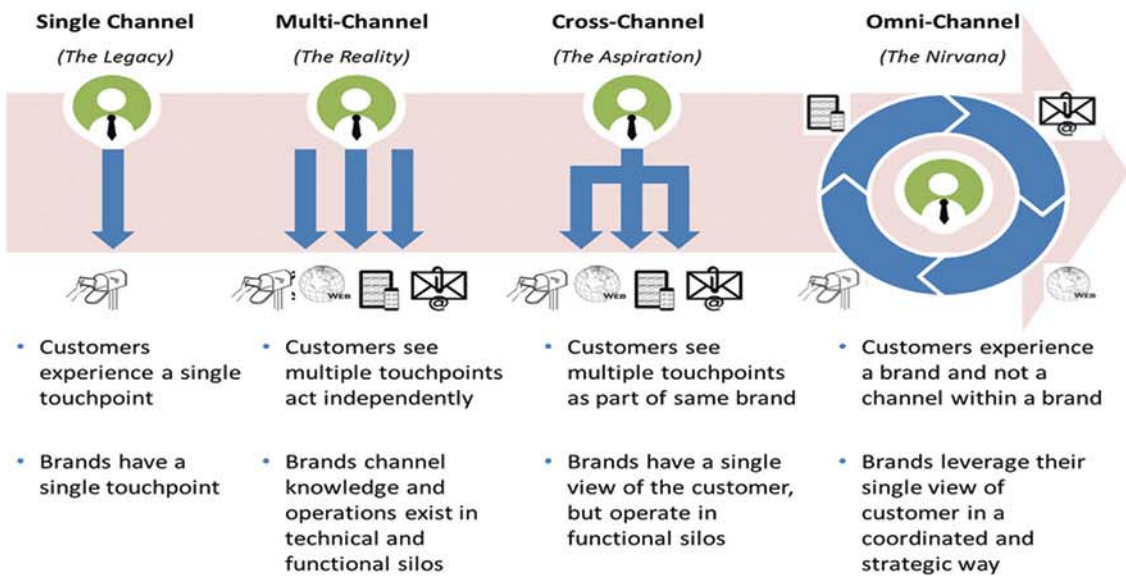 Single Channel
(The Legacy)
Multi-Channel
(The Reality)
Cross-Channel
(The Aspiration)
Omni-Channel
(The Nirvana)
@
WEB
@
WEB
@
WEB
• Customers
experience a single
touchpoint
• Brands have a
single touchpoint
• Customers see
multiple touchpoints
act independently
• Brands channel
knowledge and
operations exist in
technical and
functional silos
• Customers see
multiple touchpoints
as part of same brand
• Brands have a single
view of the customer,
but operate in
functional silos
• Customers experience
a brand and not a
channel within a brand
• Brands leverage their
single view of
customer in a
coordinated and
strategic way